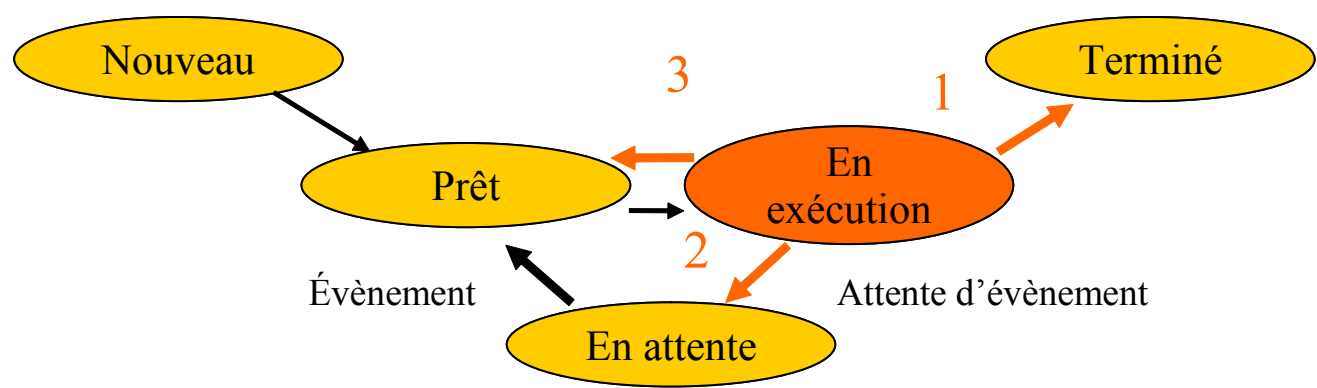 Nouveau
Terminé
3
1
Prêt
En
exécution
2
Évènement
Attente d’évènement
En attente